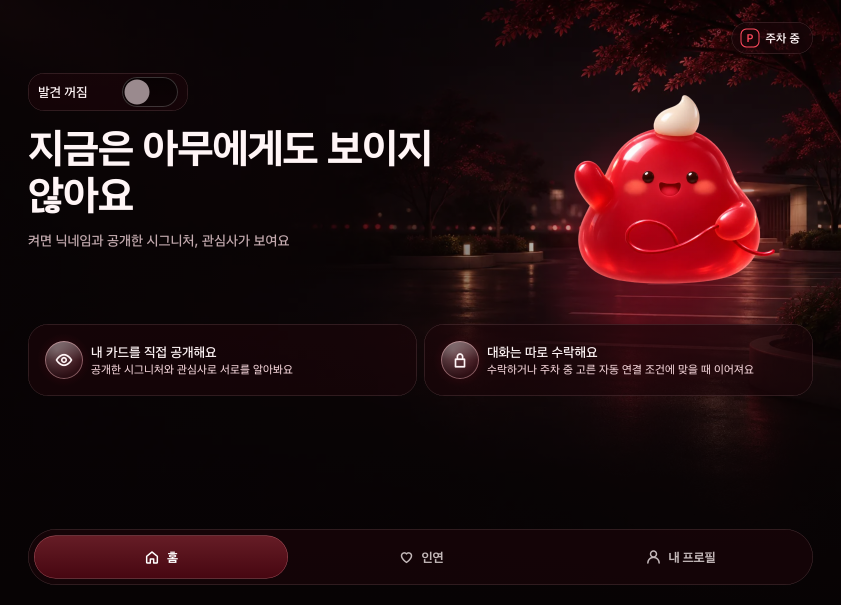 P 주차 중
발견 꺼짐
지금은 아무에게도 보이지
않아요
켜면 닉네임과 공개한 시그니처, 관심사가 보여요
내 카드를 직접 공개해요
공개한 시그니처와 관심사로 서로를 알아봐요
대화는 따로 수락해요
수락하거나 주차 중 고른 자동 연결 조건에 맞을 때 이어져요
홈
인연
내 프로필